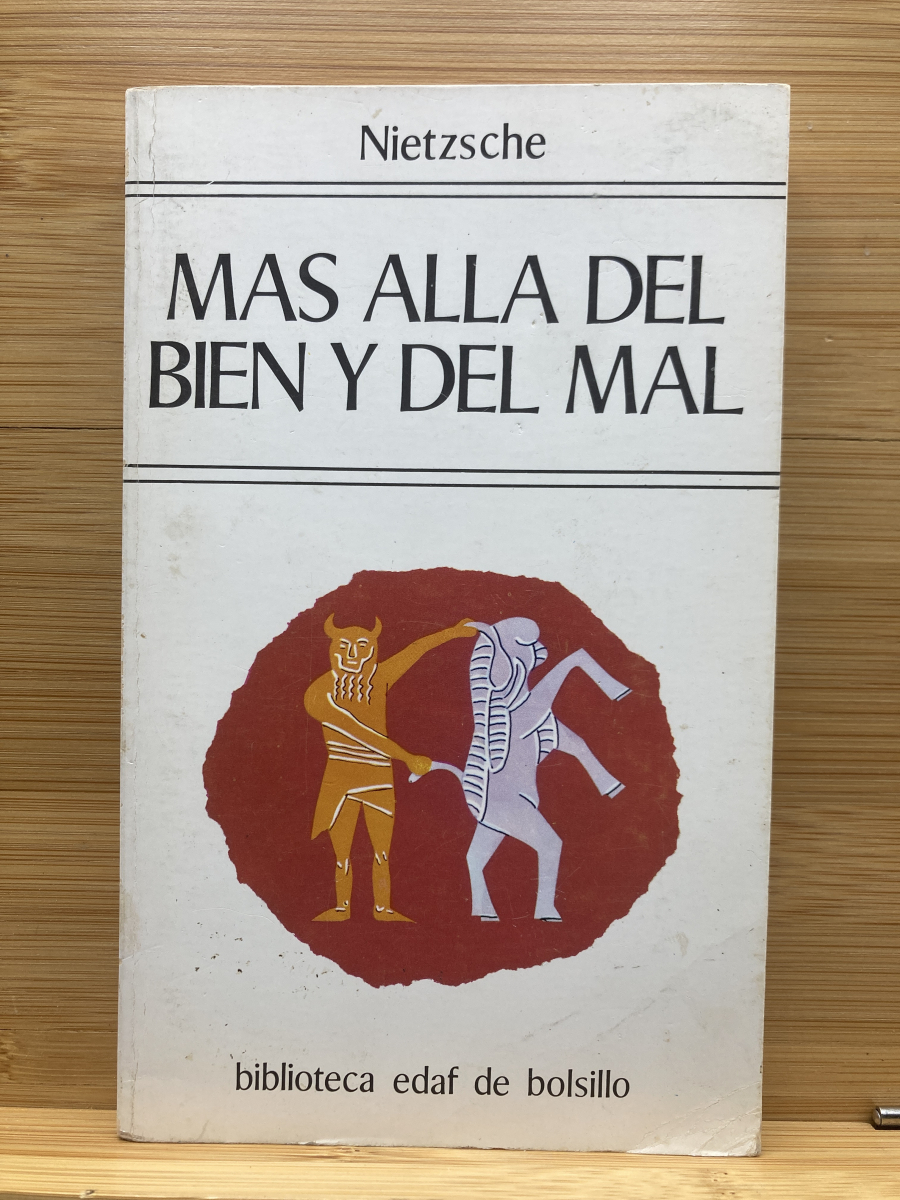 Nietzsche
MAS ALLA DEL
BIEN Y DEL MAL
biblioteca edaf de bolsillo